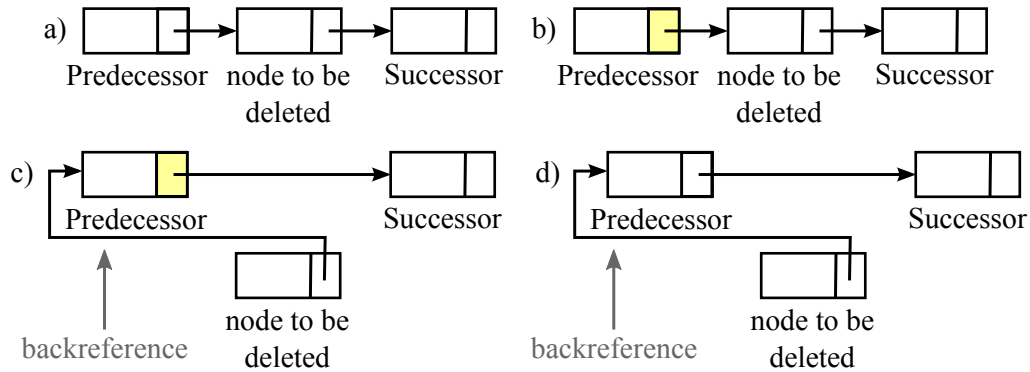 a)
Predecessor
node to be
deleted
Successor
b)
Predecessor
node to be
deleted
Successor
c)
Predecessor
Successor
node to be
deleted
backreference
d)
Predecessor
Successor
node to be
deleted
backreference